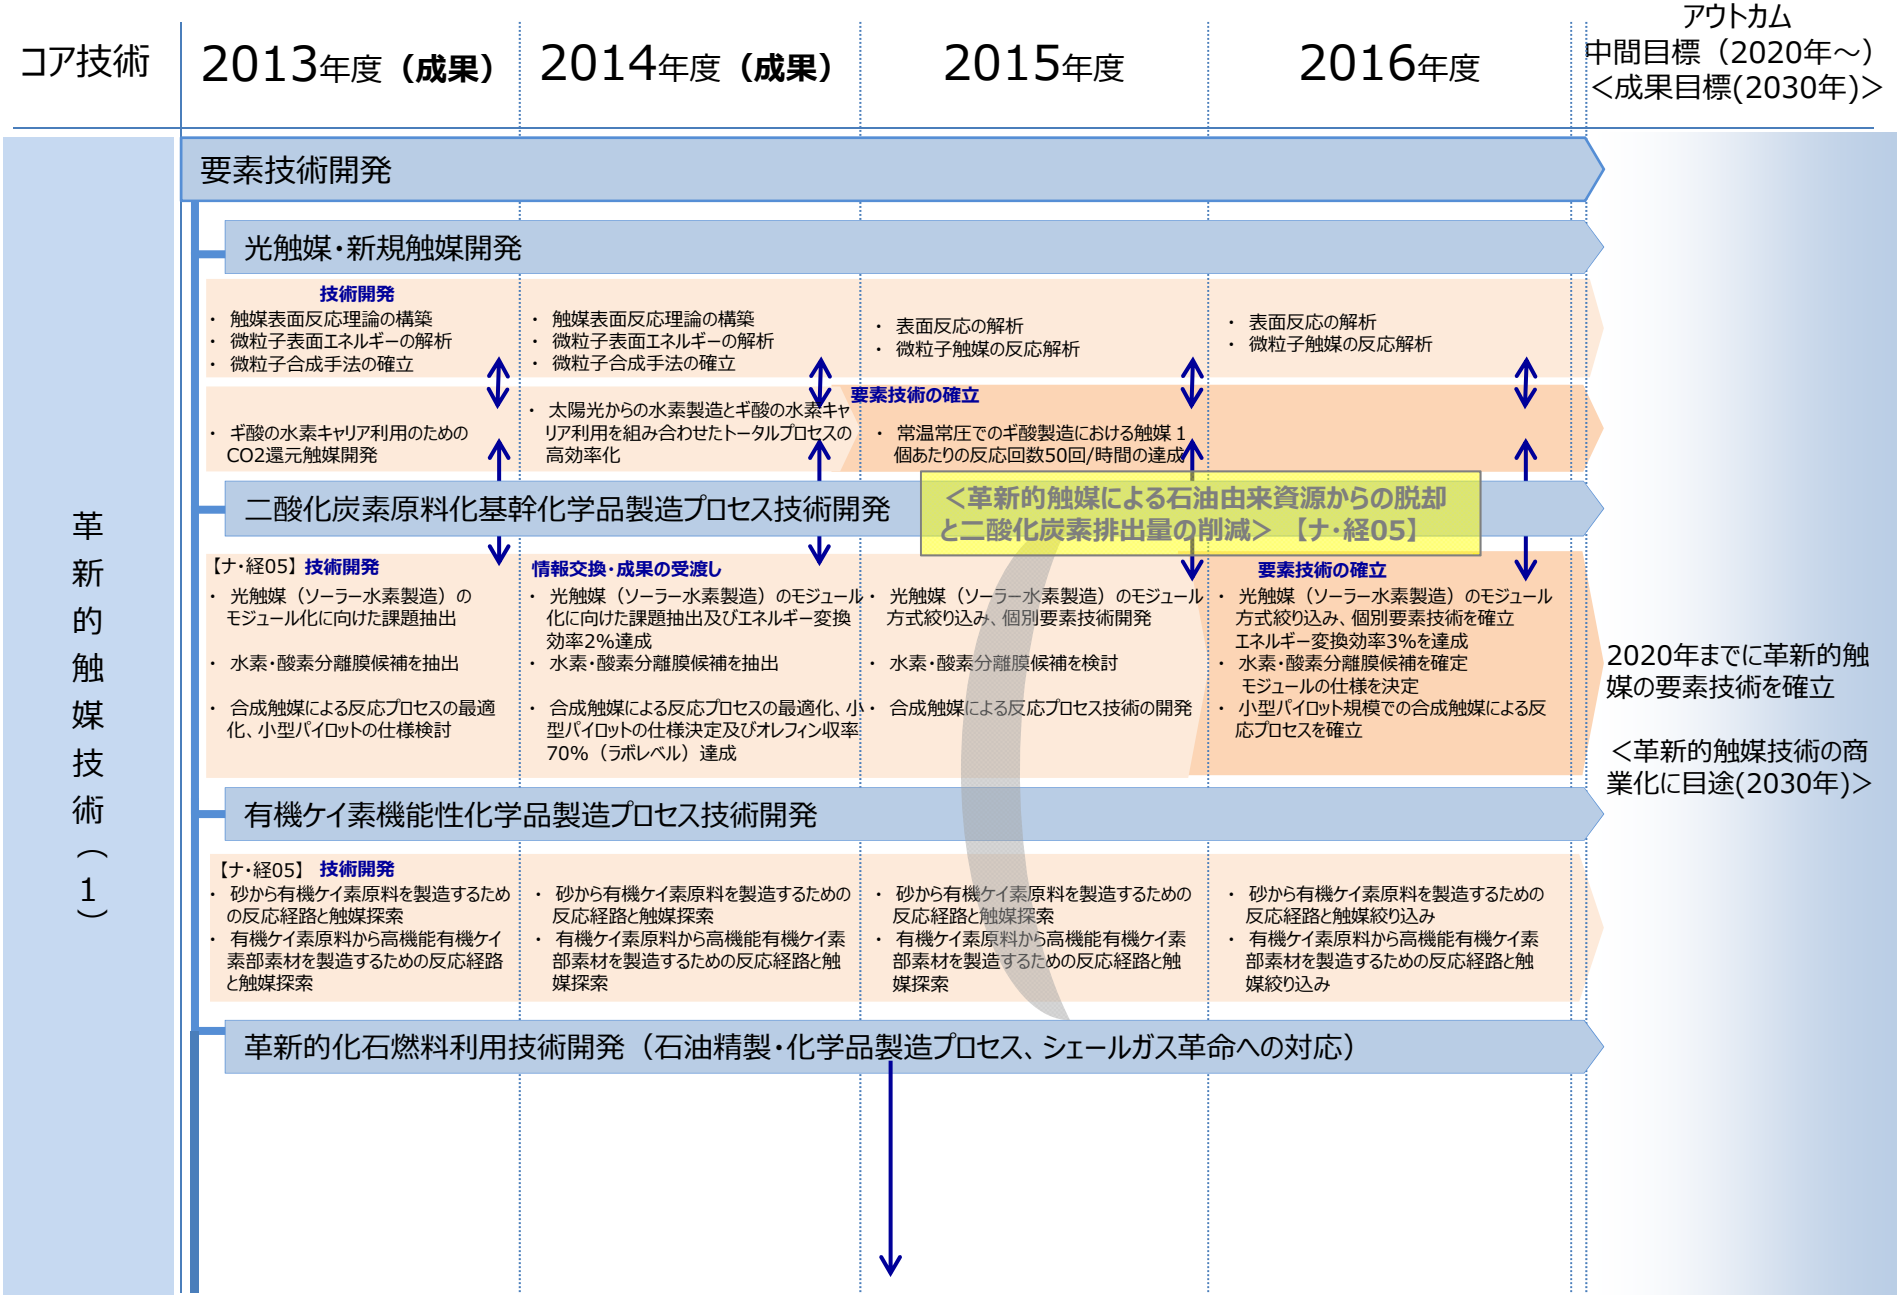 コア技術
2013年度（成果）
2014年度（成果）
2015年度
2016年度
アウトカム
中間目標（2020年～）
＜成果目標(2030年)＞
革新的触媒技術（1）
要素技術開発
光触媒・新規触媒開発
技術開発
・ 触媒表面反応理論の構築
・ 微粒子表面エネルギーの解析
・ 微粒子合成手法の確立
・ 触媒表面反応理論の構築
・ 微粒子表面エネルギーの解析
・ 微粒子合成手法の確立
・ 表面反応の解析
・ 微粒子触媒の反応解析
・ 表面反応の解析
・ 微粒子触媒の反応解析
・ ギ酸の水素キャリア利用のための
CO2還元触媒開発
・ 太陽光からの水素製造とギ酸の水素キャ
リア利用を組み合わせたトータルプロセスの
高効率化
要素技術の確立
・ 常温常圧でのギ酸製造における触媒１
個あたりの反応回数50回/時間の達成
二酸化炭素原料化基幹化学品製造プロセス技術開発
＜革新的触媒による石油由来資源からの脱却
と二酸化炭素排出量の削減＞ 【ナ・経05】
【ナ・経05】 技術開発
・ 光触媒（ソーラー水素製造）の
モジュール化に向けた課題抽出
・ 水素・酸素分離膜候補を抽出
・ 合成触媒による反応プロセスの最適
化、小型パイロットの仕様検討
情報交換・成果の受渡し
・ 光触媒（ソーラー水素製造）のモジュール
化に向けた課題抽出及びエネルギー変換
効率2%達成
・ 水素・酸素分離膜候補を抽出
・ 合成触媒による反応プロセスの最適化、小
型パイロットの仕様決定及びオレフィン収率
70%（ラボレベル）達成
・ 光触媒（ソーラー水素製造）のモジュール
方式絞り込み、個別要素技術開発
・ 水素・酸素分離膜候補を検討
・ 合成触媒による反応プロセス技術の開発
要素技術の確立
・ 光触媒（ソーラー水素製造）のモジュール
方式絞り込み、個別要素技術を確立
エネルギー変換効率3%を達成
・ 水素・酸素分離膜候補を確定
モジュールの仕様を決定
・ 小型パイロット規模での合成触媒による反
応プロセスを確立
2020年までに革新的触
媒の要素技術を確立
＜革新的触媒技術の商
業化に目途(2030年)＞
有機ケイ素機能性化学品製造プロセス技術開発
【ナ・経05】 技術開発
・ 砂から有機ケイ素原料を製造するため
の反応経路と触媒探索
・ 有機ケイ素原料から高機能有機ケイ
素部素材を製造するための反応経路
と触媒探索
・ 砂から有機ケイ素原料を製造するための
反応経路と触媒探索
・ 有機ケイ素原料から高機能有機ケイ素
部素材を製造するための反応経路と触
媒探索
・ 砂から有機ケイ素原料を製造するための
反応経路と触媒探索
・ 有機ケイ素原料から高機能有機ケイ素
部素材を製造するための反応経路と触
媒探索
・ 砂から有機ケイ素原料を製造するための
反応経路と触媒絞り込み
・ 有機ケイ素原料から高機能有機ケイ素
部素材を製造するための反応経路と触
媒絞り込み
革新的化石燃料利用技術開発（石油精製・化学品製造プロセス、シェールガス革命への対応）